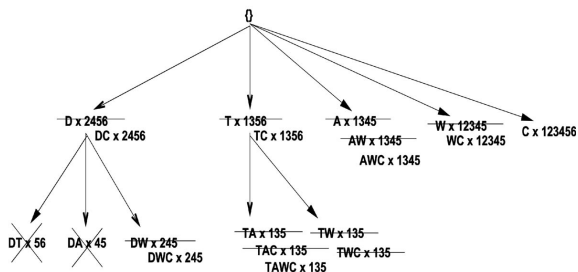 {}
D x 2456
DC x 2456
T x 1356
TC x 1356
A x 1345
AW x 1345
AWC x 1345
W x 12345
WC x 12345
C x 123456
DT x 56
DA x 45
DW x 245
DWC x 245
TA x 135
TAC x 135
TAWC x 135
TW x 135
TWC x 135